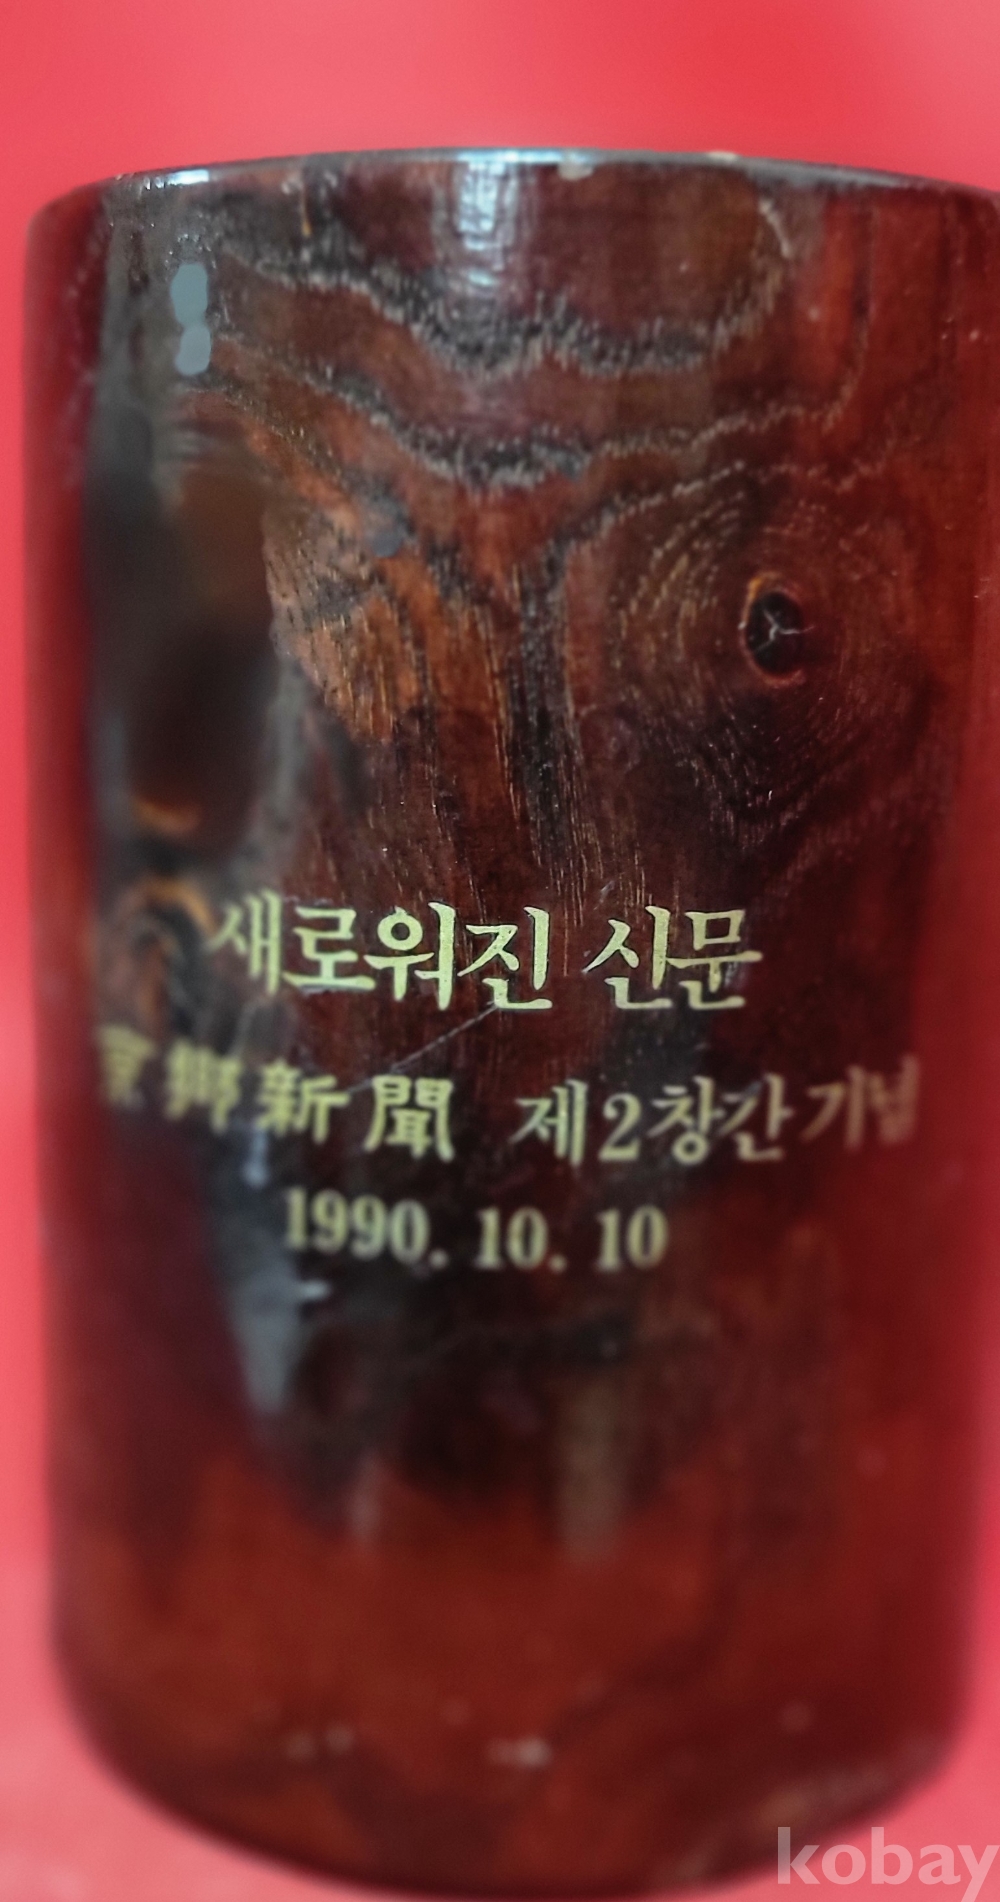 새로워진 신문
京鄕新聞 제2창간기념
1990. 10. 10
kobay